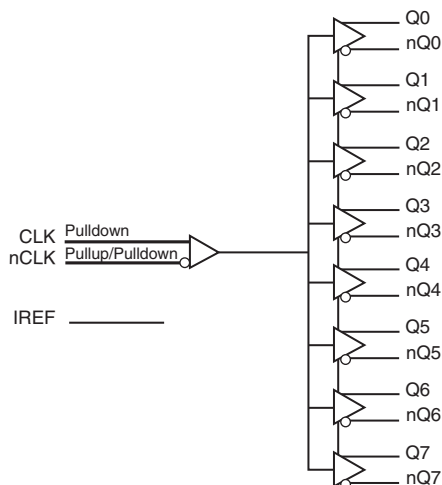 Q0
nQ0
Q1
nQ1
Q2
nQ2
Q3
nQ3
CLK Pulldown
nCLK Pullup/Pulldown
Q4
nQ4
IREF
Q5
nQ5
Q6
nQ6
Q7
nQ7